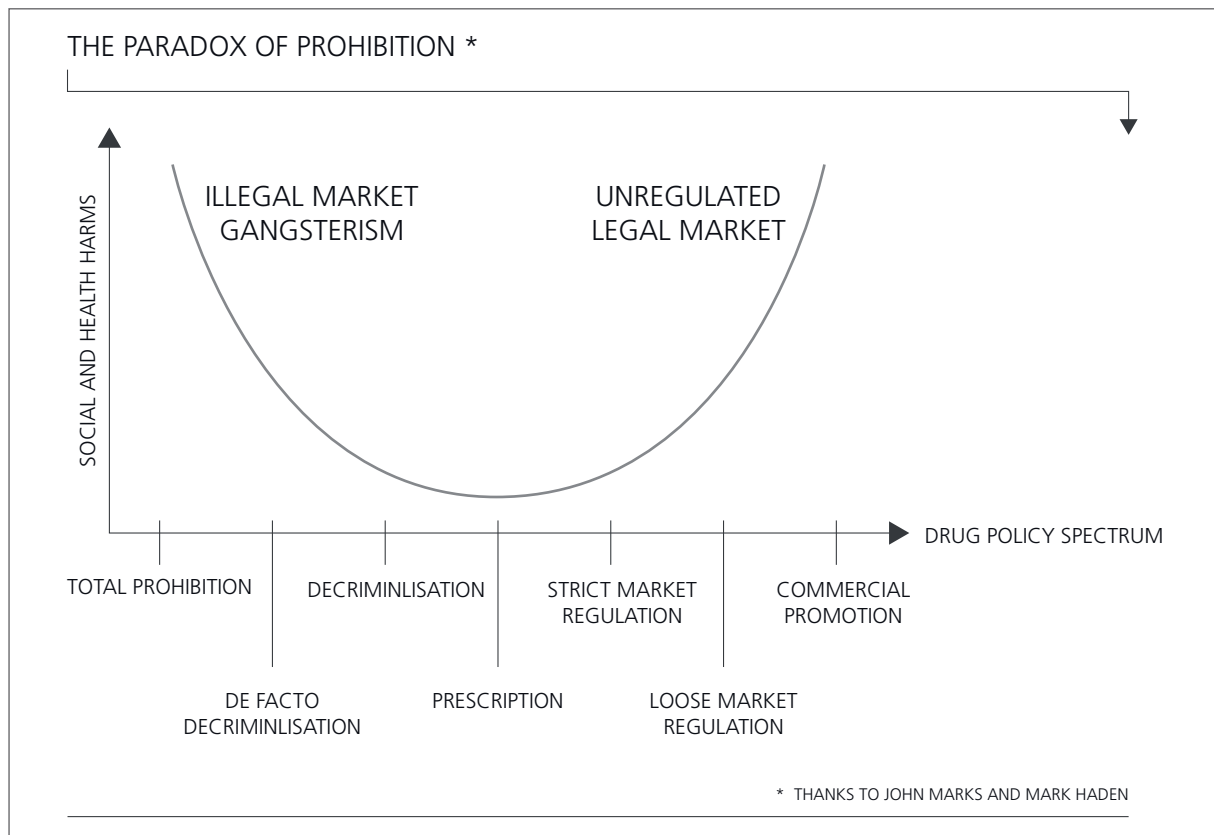 THE PARADOX OF PROHIBITION *
ILLEGAL MARKET
GANGSTERISM
UNREGULATED
LEGAL MARKET
SOCIAL AND HEALTH HARMS
DRUG POLICY SPECTRUM
TOTAL PROHIBITION
DECRIMINLISATION
STRICT MARKET
REGULATION
COMMERCIAL
PROMOTION
DE FACTO
DECRIMINLISATION
PRESCRIPTION
LOOSE MARKET
REGULATION
* THANKS TO JOHN MARKS AND MARK HADEN